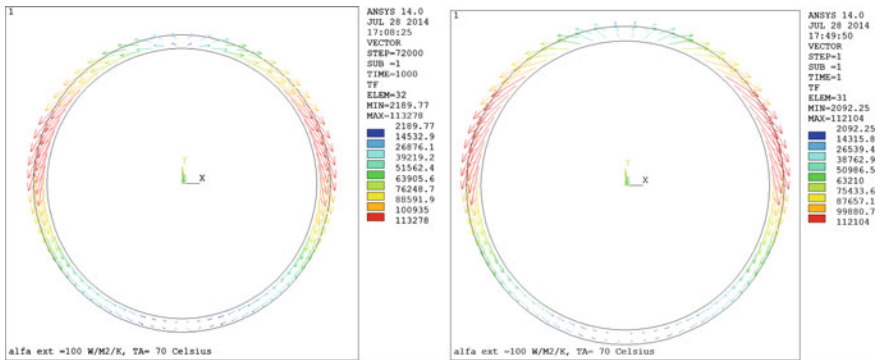 1
ANSYS 14.0
JUL 28 2014
17:08:25
VECTOR
STEP=72000
SUB =1
TIME=1000
TF
ELEM=32
MIN=2189.77
MAX=113278
2189.77
14532.9
26876.1
39219.2
51562.4
63905.6
76248.7
88591.9
100935
113278
Y
X
alfa ext =100 W/M2/K, TA= 70 Celsius
1
ANSYS 14.0
JUL 28 2014
17:49:50
VECTOR
STEP=1
SUB =1
TIME=1
TF
ELEM=31
MIN=2092.25
MAX=112104
2092.25
14315.8
26539.4
38762.9
50986.5
63210
75433.6
87657.1
99880.7
112104
Y
X
alfa ext =100 W/M2/K, TA= 70 Celsius